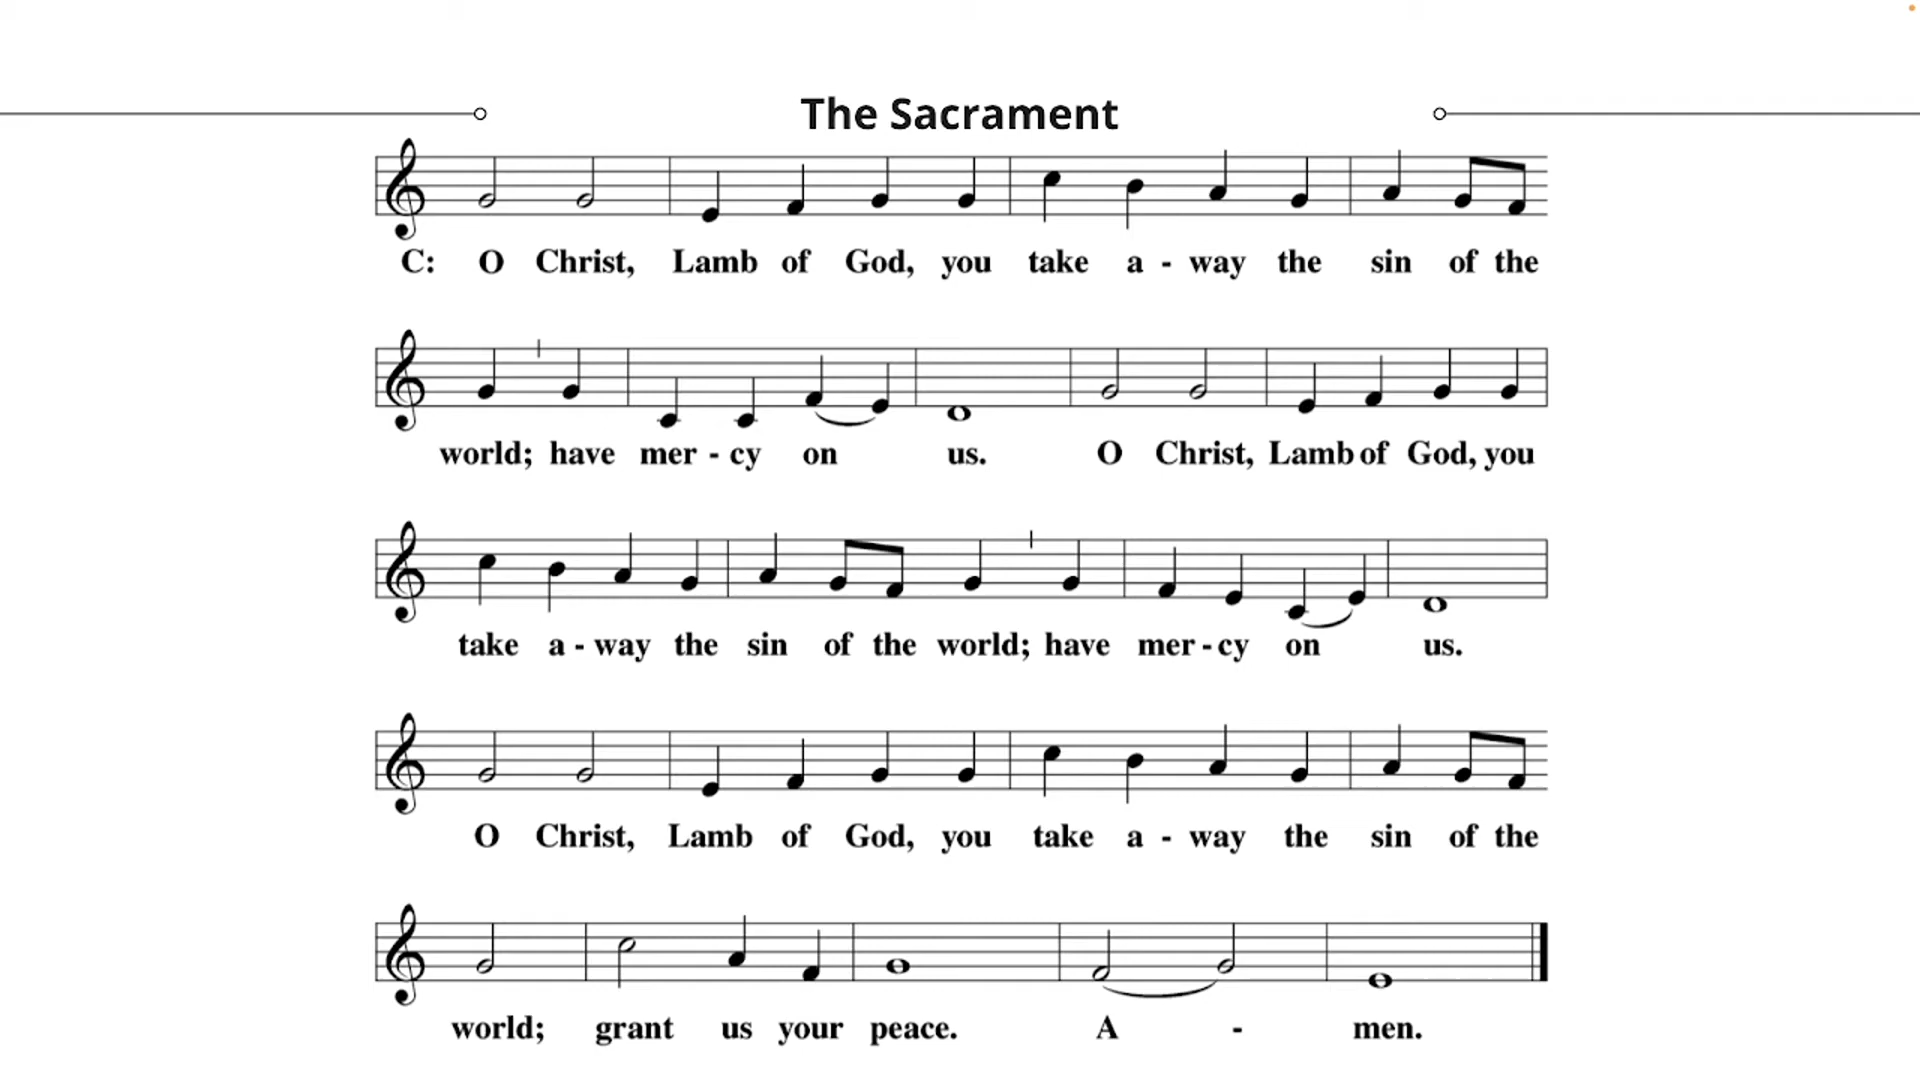 The Sacrament
C: O Christ, Lamb of God, you take a - way the sin of the
world; have mer - cy on us. O Christ, Lamb of God, you
take a - way the sin of the world; have mer - cy on us.
O Christ, Lamb of God, you take a - way the sin of the
world; grant us your peace. A - men.